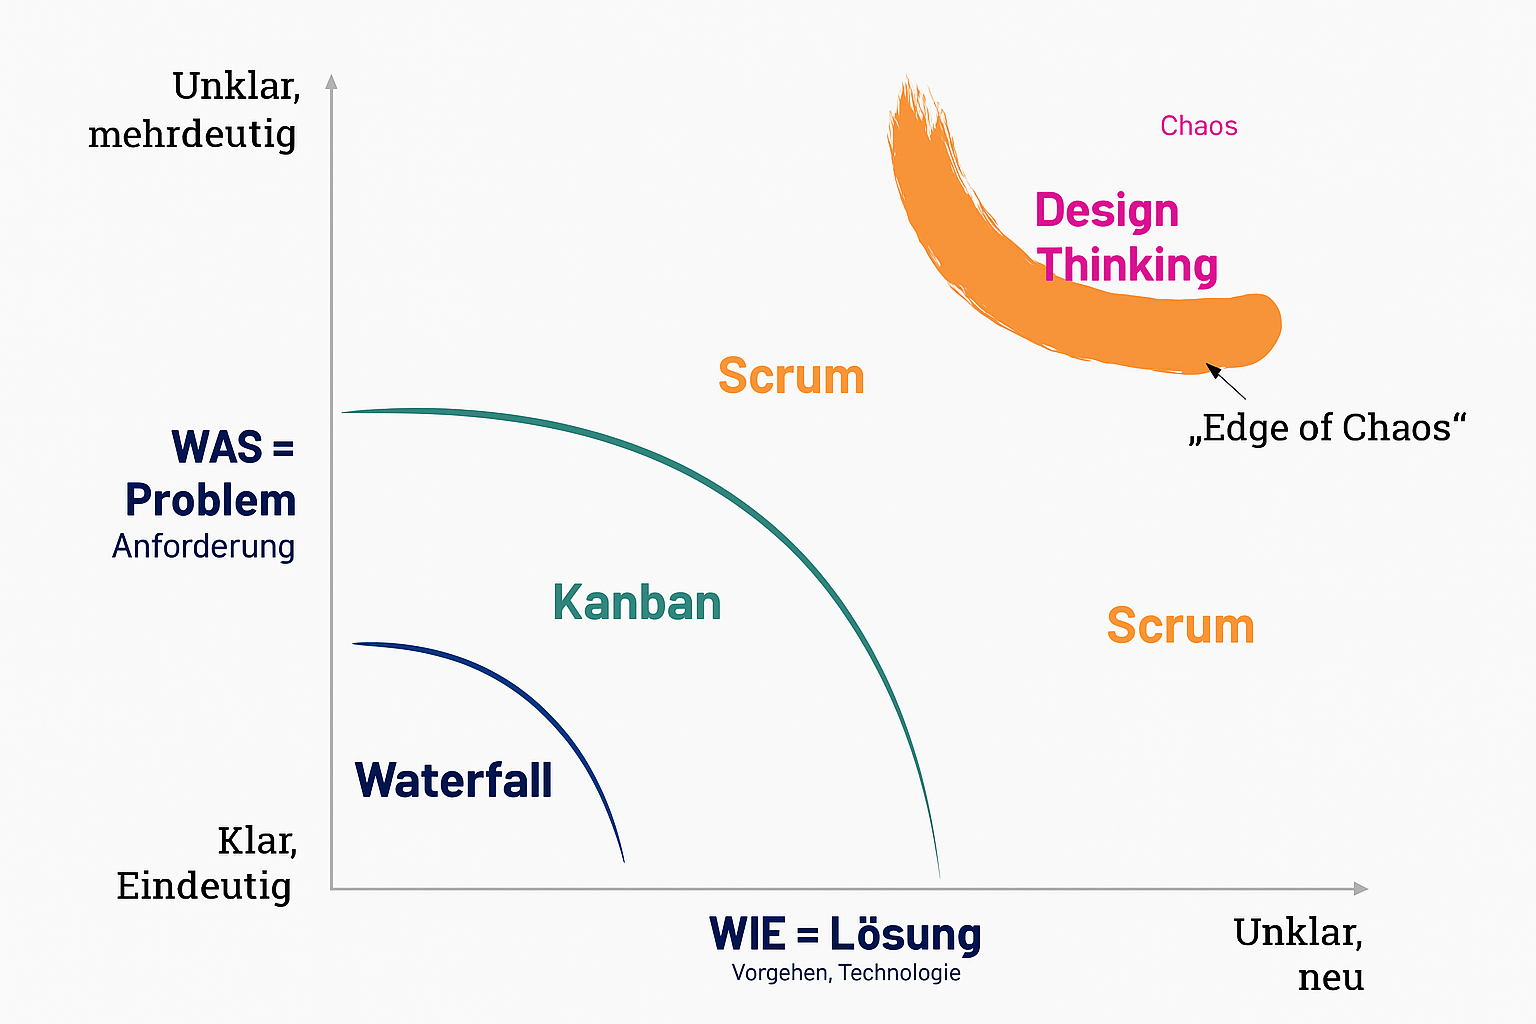 Unklar,
mehrdeutig
Chaos
Design
Thinking
Scrum
„Edge of Chaos“
WAS =
Problem
Anforderung
Kanban
Scrum
Waterfall
Klar,
Eindeutig
WIE = Lösung
Vorgehen, Technologie
Unklar,
neu